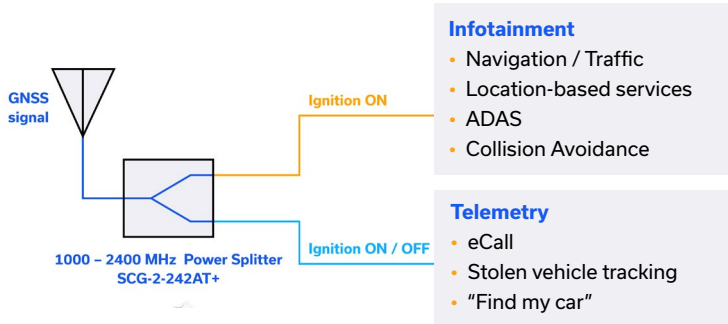 GNSS
signal
1000 – 2400 MHz  Power Splitter
SCG-2-242AT+
Ignition ON
Ignition ON / OFF
Infotainment
• Navigation / Traffic
• Location-based services
• ADAS
• Collision Avoidance
Telemetry
• eCall
• Stolen vehicle tracking
• “Find my car”